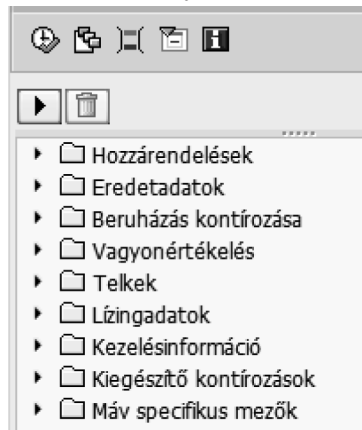 Hozzárendelések
Eredetadatok
Beruházás kontírozása
Vagyonértékelés
Telkek
Lízingadatok
Kezelésinformáció
Kiegészítő kontírozások
Máv specifikus mezők